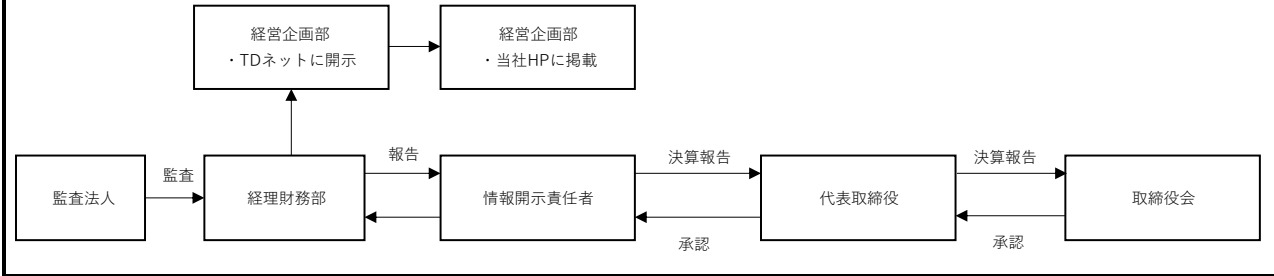 経営企画部
・TDネットに開示
経営企画部
・当社HPに掲載
監査法人
監査
経理財務部
報告
情報開示責任者
決算報告
承認
代表取締役
決算報告
承認
取締役会